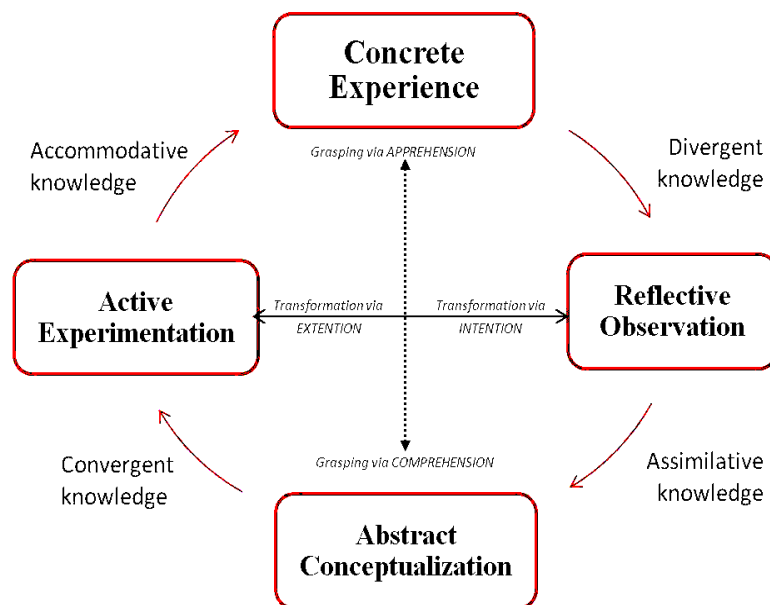 Concrete
Experience
Accommodative
knowledge
Grasping via APPREHENSION
Divergent
knowledge
Active
Experimentation
Transformation via
EXTENTION
Transformation via
INTENTION
Reflective
Observation
Convergent
knowledge
Grasping via COMPREHENSION
Assimilative
knowledge
Abstract
Conceptualization